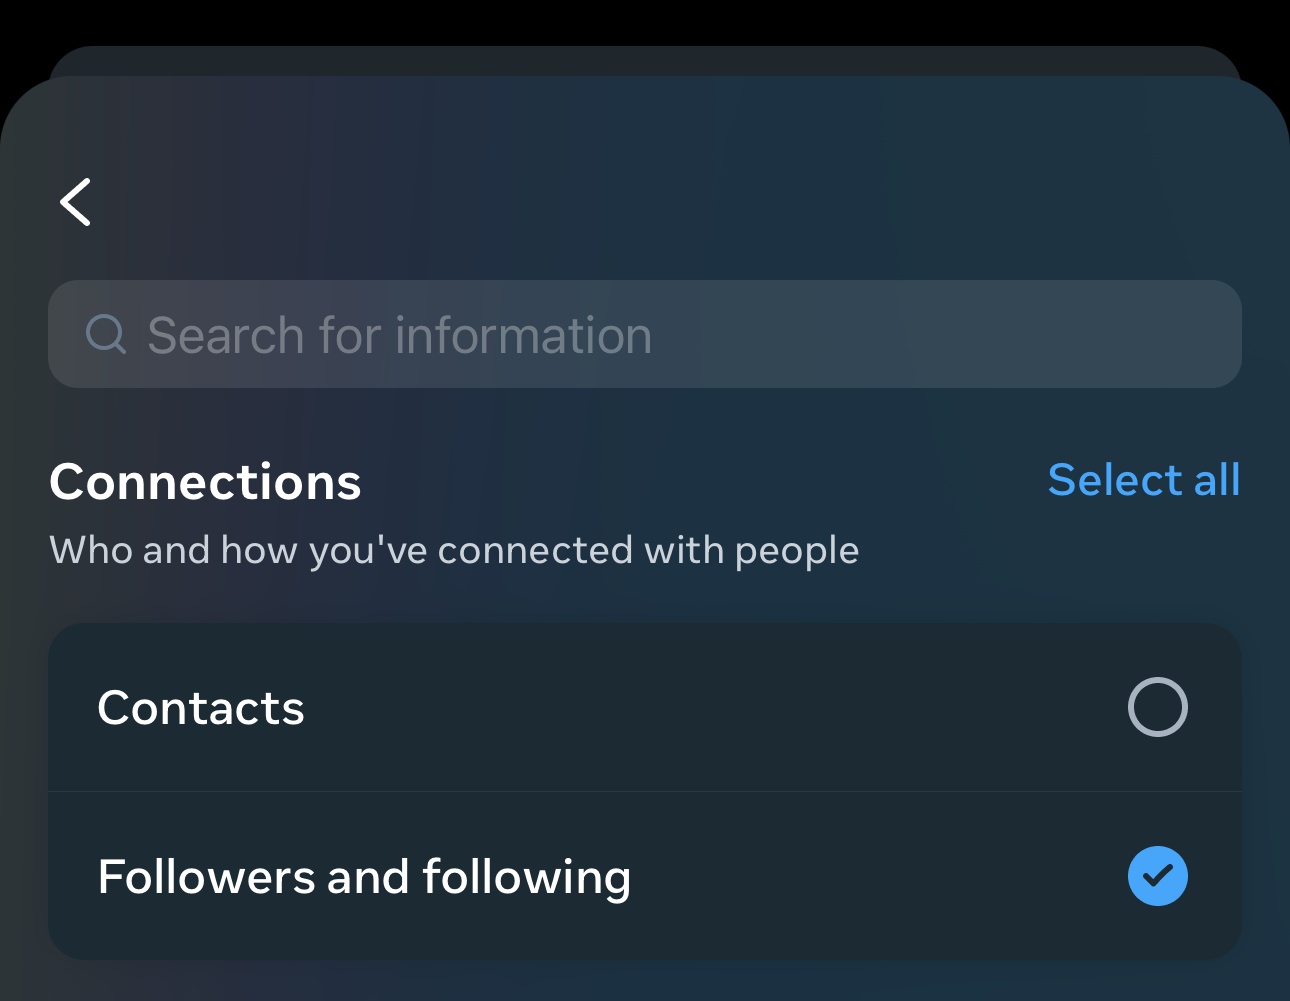 Search for information
Connections
Select all
Who and how you've connected with people
Contacts
Followers and following